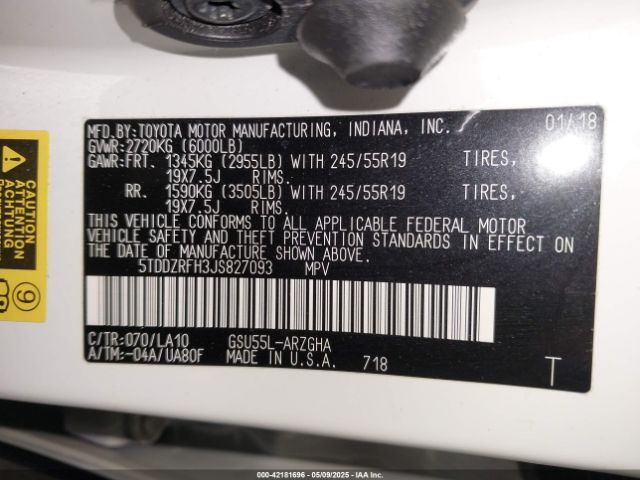 MFD.BY:TOYOTA MOTOR MANUFACTURING, INDIANA, INC. 01/18
GVWR:2720KG (6000LB)
GAWR:FRT. 1345KG (2955LB) WITH 245/55R19 TIRES,
19X7.5J RIMS.
RR. 1590KG (3505LB) WITH 245/55R19 TIRES,
19X7.5J RIMS.
THIS VEHICLE CONFORMS TO ALL APPLICABLE FEDERAL MOTOR
VEHICLE SAFETY AND THEFT PREVENTION STANDARDS IN EFFECT ON
THE DATE OF MANUFACTURE SHOWN ABOVE.
5TDDZRFH3JS827093 MPV
C/TR:070/LA10 GSU55L-ARZGHA
A/TM:-04A/UA80F MADE IN U.S.A. 718 T
CAUTION
ATTENTION
ACHTUNG
9
000-42181696 - 05/09/2025 - IAAI, Inc.